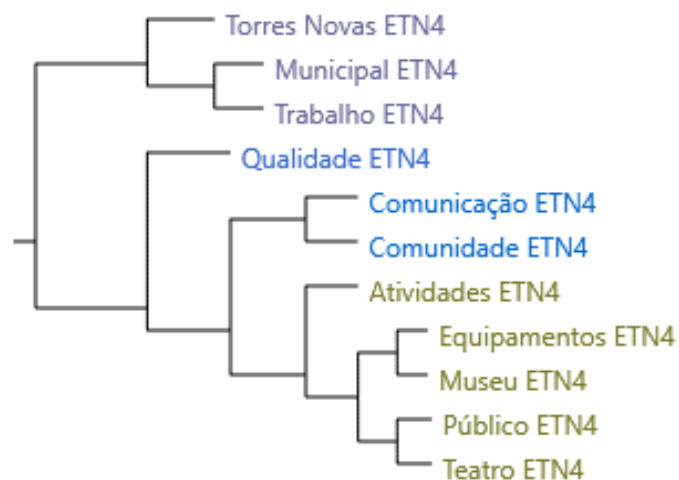 Torres Novas ETN4
Municipal ETN4
Trabalho ETN4
Qualidade ETN4
Comunicação ETN4
Comunidade ETN4
Atividades ETN4
Equipamentos ETN4
Museu ETN4
Público ETN4
Teatro ETN4